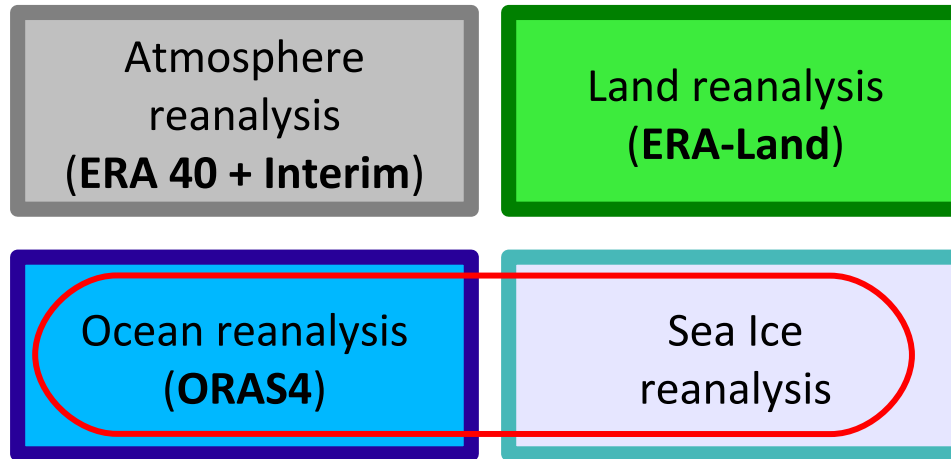 Atmosphere
reanalysis
(ERA 40 + Interim)
Land reanalysis
(ERA-Land)
Ocean reanalysis
(ORAS4)
Sea Ice
reanalysis